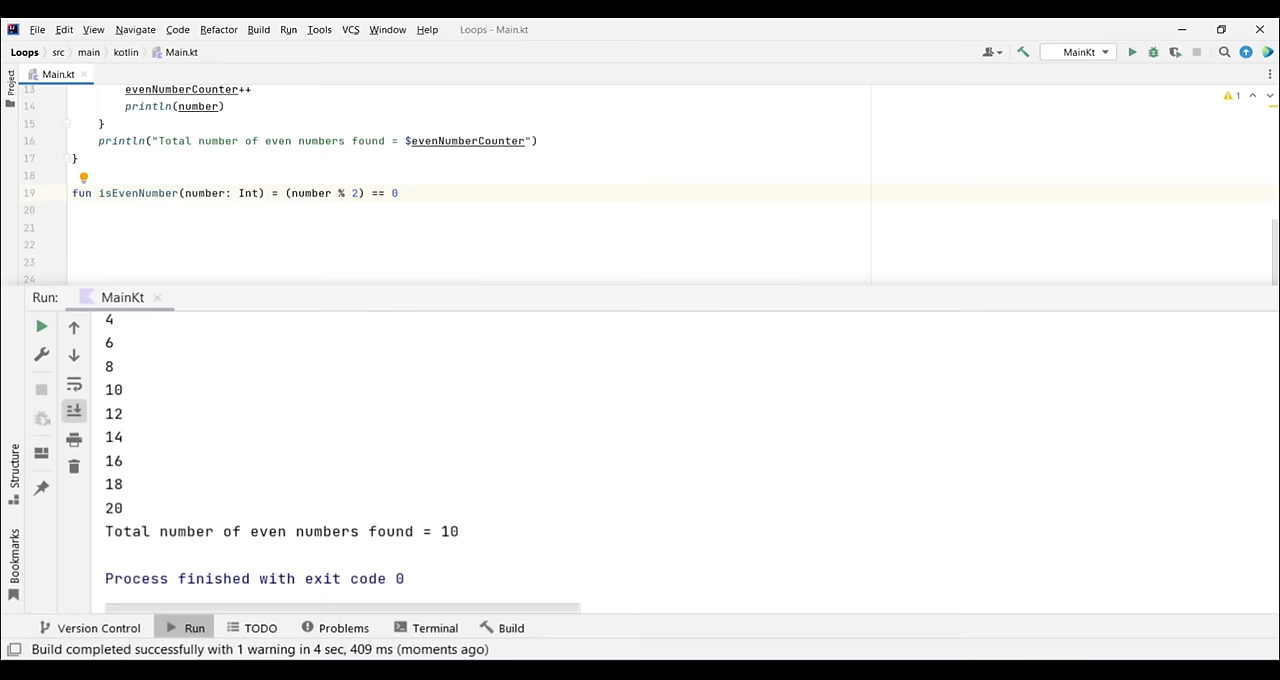 File Edit View Navigate Code Refactor Build Run Tools VCS Window Help Loops - Main.kt
Loops src main kotlin Main.kt MainKt
Project
Main.kt
13 evenNumberCounter++
1
14 println(number)
15 }
16 println("Total number of even numbers found = $evenNumberCounter")
17 }
18
19 fun isEvenNumber(number: Int) = (number % 2) == 0
20
21
22
23
24
Run: MainKt
4
6
8
10
12
14
16
18
20
Total number of even numbers found = 10
Process finished with exit code 0
Structure
Bookmarks
Version Control Run TODO Problems Terminal Build
Build completed successfully with 1 warning in 4 sec, 409 ms (moments ago)